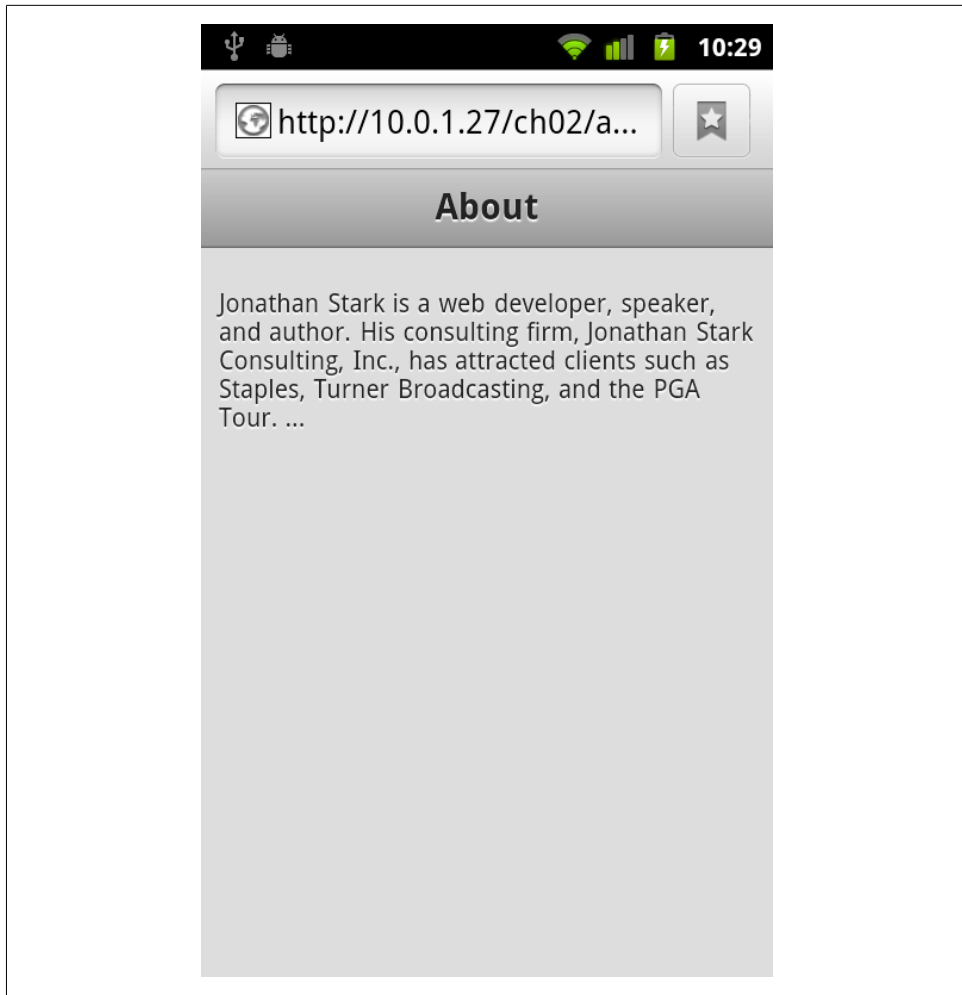 10:29
http://10.0.1.27/ch02/a...
About
Jonathan Stark is a web developer, speaker,
and author. His consulting firm, Jonathan Stark
Consulting, Inc., has attracted clients such as
Staples, Turner Broadcasting, and the PGA
Tour. ...